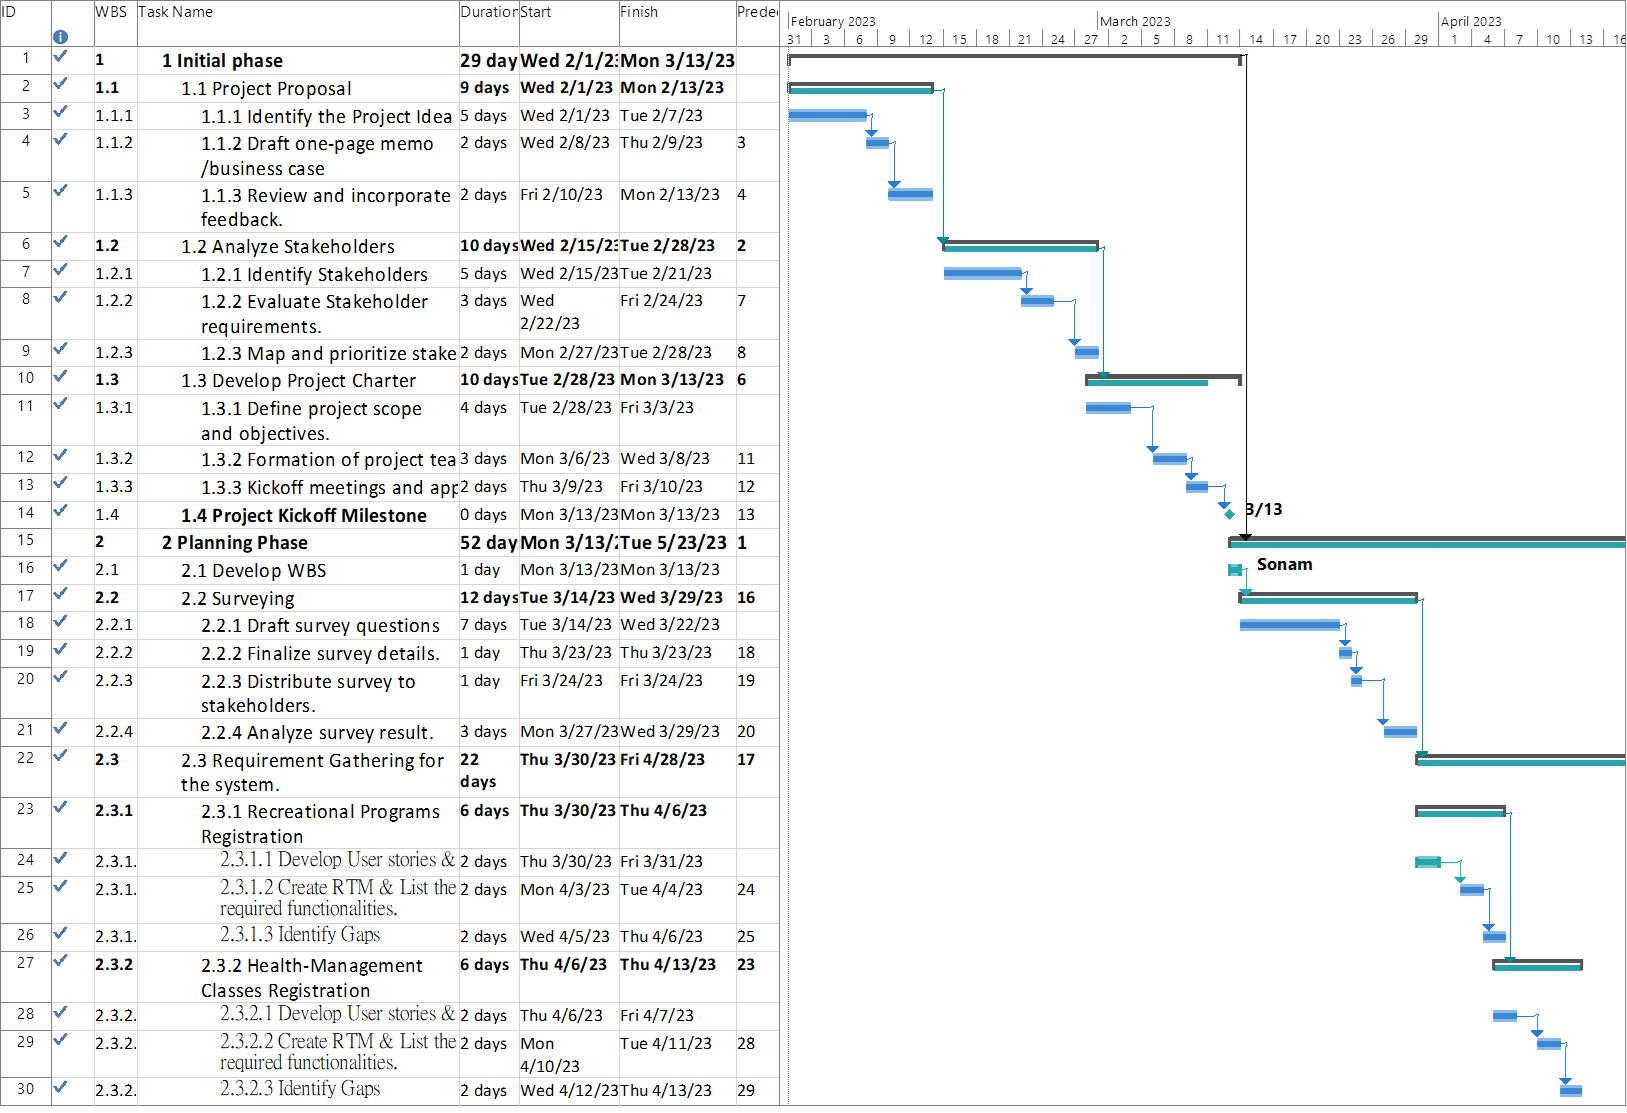 ID WBS Task Name Duration Start Finish Prede
February 2023 March 2023 April 2023
31 3 6 9 12 15 18 21 24 27 2 5 8 11 14 17 20 23 26 29 1 4 7 10 13 16
1 1 1 Initial phase 29 day Wed 2/1/23 Mon 3/13/23
2 1.1 1.1 Project Proposal 9 days Wed 2/1/23 Mon 2/13/23
3 1.1.1 1.1.1 Identify the Project Idea 5 days Wed 2/1/23 Tue 2/7/23
4 1.1.2 1.1.2 Draft one-page memo 2 days Wed 2/8/23 Thu 2/9/23 3
/business case
5 1.1.3 1.1.3 Review and incorporate 2 days Fri 2/10/23 Mon 2/13/23 4
feedback.
6 1.2 1.2 Analyze Stakeholders 10 days Wed 2/15/23 Tue 2/28/23 2
7 1.2.1 1.2.1 Identify Stakeholders 5 days Wed 2/15/23 Tue 2/21/23
8 1.2.2 1.2.2 Evaluate Stakeholder 3 days Wed Fri 2/24/23 7
requirements. 2/22/23
9 1.2.3 1.2.3 Map and prioritize stake 2 days Mon 2/27/23 Tue 2/28/23 8
10 1.3 1.3 Develop Project Charter 10 days Tue 2/28/23 Mon 3/13/23 6
11 1.3.1 1.3.1 Define project scope 4 days Tue 2/28/23 Fri 3/3/23
and objectives.
12 1.3.2 1.3.2 Formation of project tea 3 days Mon 3/6/23 Wed 3/8/23 11
13 1.3.3 1.3.3 Kickoff meetings and app 2 days Thu 3/9/23 Fri 3/10/23 12
14 1.4 1.4 Project Kickoff Milestone 0 days Mon 3/13/23 Mon 3/13/23 13 3/13
15 2 2 Planning Phase 52 day Mon 3/13/2 Tue 5/23/23 1
16 2.1 2.1 Develop WBS 1 day Mon 3/13/23 Mon 3/13/23 Sonam
17 2.2 2.2 Surveying 12 days Tue 3/14/23 Wed 3/29/23 16
18 2.2.1 2.2.1 Draft survey questions 7 days Tue 3/14/23 Wed 3/22/23
19 2.2.2 2.2.2 Finalize survey details. 1 day Thu 3/23/23 Thu 3/23/23 18
20 2.2.3 2.2.3 Distribute survey to 1 day Fri 3/24/23 Fri 3/24/23 19
stakeholders.
21 2.2.4 2.2.4 Analyze survey result. 3 days Mon 3/27/23 Wed 3/29/23 20
22 2.3 2.3 Requirement Gathering for 22 Thu 3/30/23 Fri 4/28/23 17
the system. days
23 2.3.1 2.3.1 Recreational Programs 6 days Thu 3/30/23 Thu 4/6/23
Registration
24 2.3.1. 2.3.1.1 Develop User stories & 2 days Thu 3/30/23 Fri 3/31/23
25 2.3.1. 2.3.1.2 Create RTM & List the 2 days Mon 4/3/23 Tue 4/4/23 24
required functionalities.
26 2.3.1. 2.3.1.3 Identify Gaps 2 days Wed 4/5/23 Thu 4/6/23 25
27 2.3.2 2.3.2 Health-Management 6 days Thu 4/6/23 Thu 4/13/23 23
Classes Registration
28 2.3.2. 2.3.2.1 Develop User stories & 2 days Thu 4/6/23 Fri 4/7/23
29 2.3.2. 2.3.2.2 Create RTM & List the 2 days Mon Tue 4/11/23 28
required functionalities. 4/10/23
30 2.3.2. 2.3.2.3 Identify Gaps 2 days Wed 4/12/23 Thu 4/13/23 29